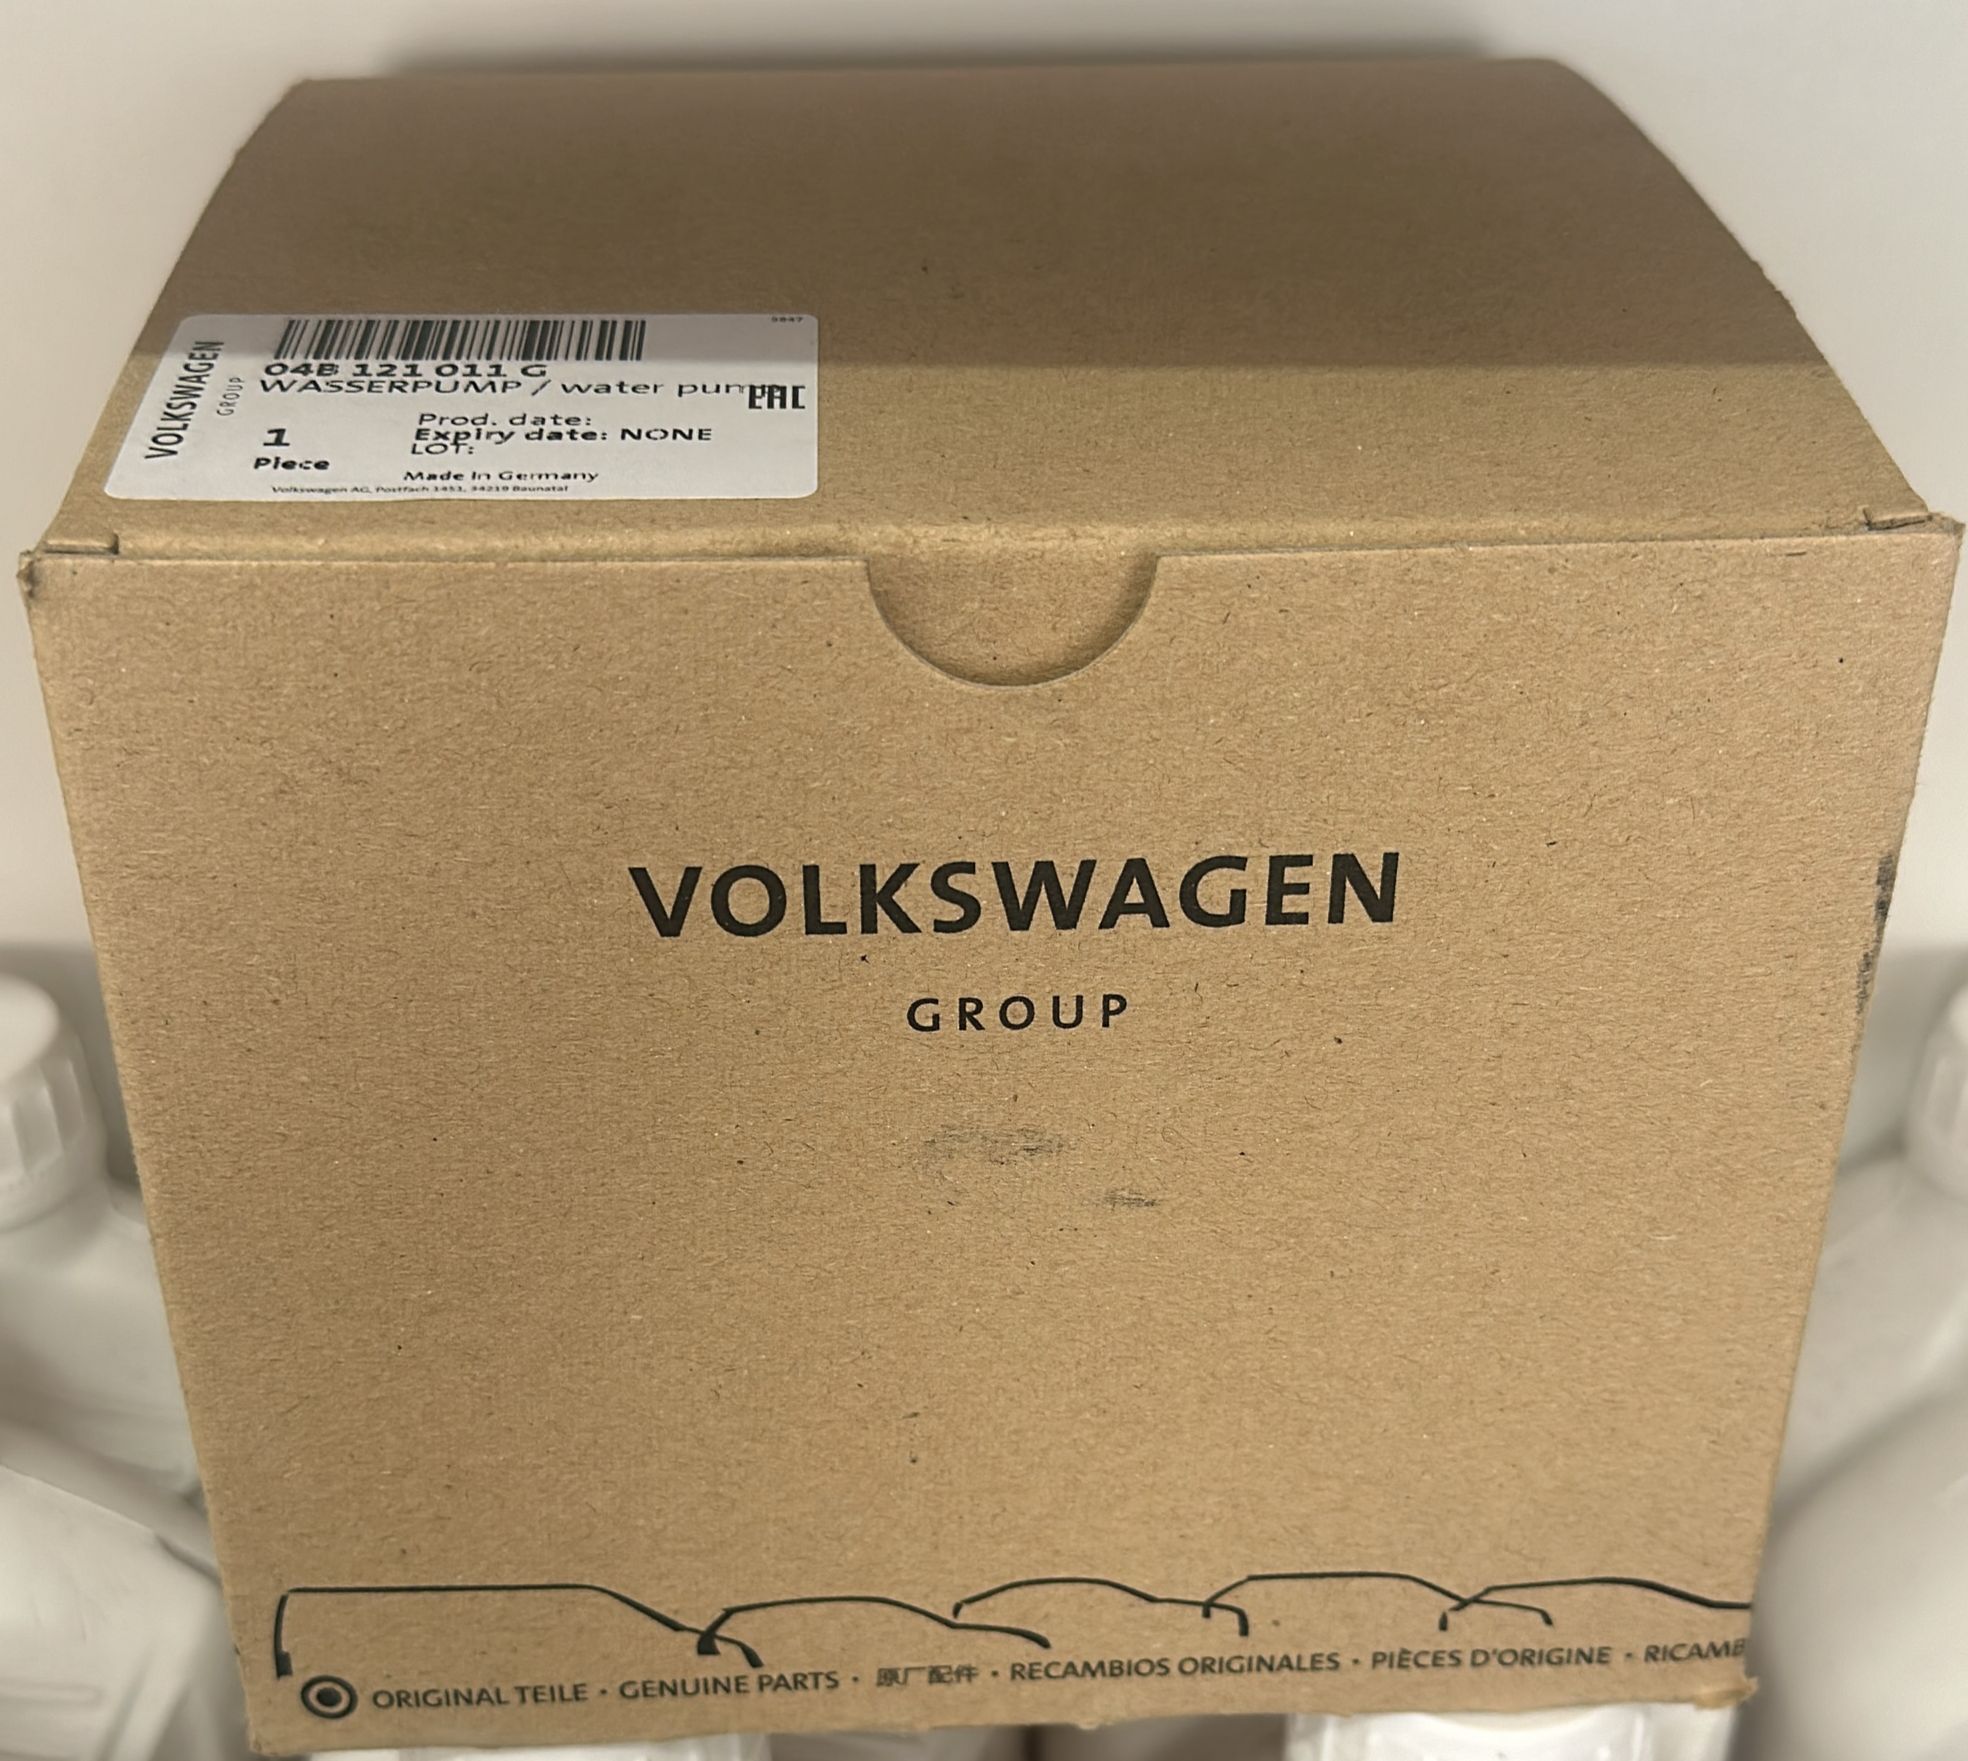 5847
VOLKSWAGEN
GROUP
04B 121 011 G
WASSERPUMP / water pump
EAC
1
Piece
Prod. date:
Expiry date: NONE
LOT:
Made in Germany
Volkswagen AG, Postfach 1453, 34219 Baunatal
VOLKSWAGEN
GROUP
ORIGINAL TEILE · GENUINE PARTS · 原厂配件 · RECAMBIOS ORIGINALES · PIÈCES D'ORIGINE · RICAMB